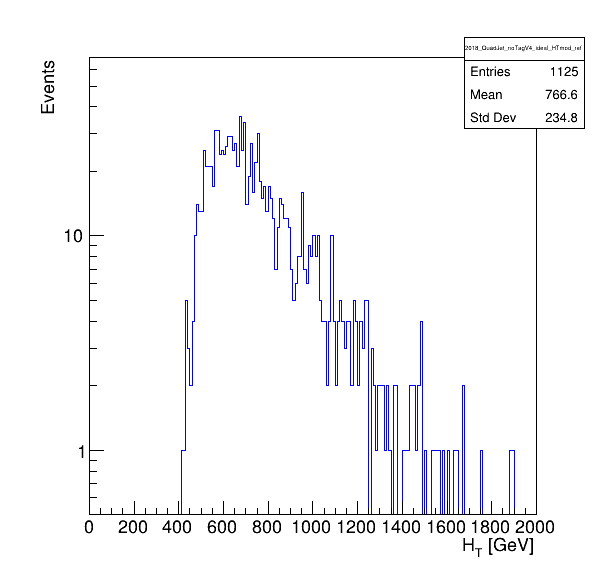 2018_QuadJet_noTagV4_ideal_HTmod_ref
Entries 1125
Mean 766.6
Std Dev 234.8
Events
10
1
0 200 400 600 800 1000 1200 1400 1600 1800 2000
H_T [GeV]